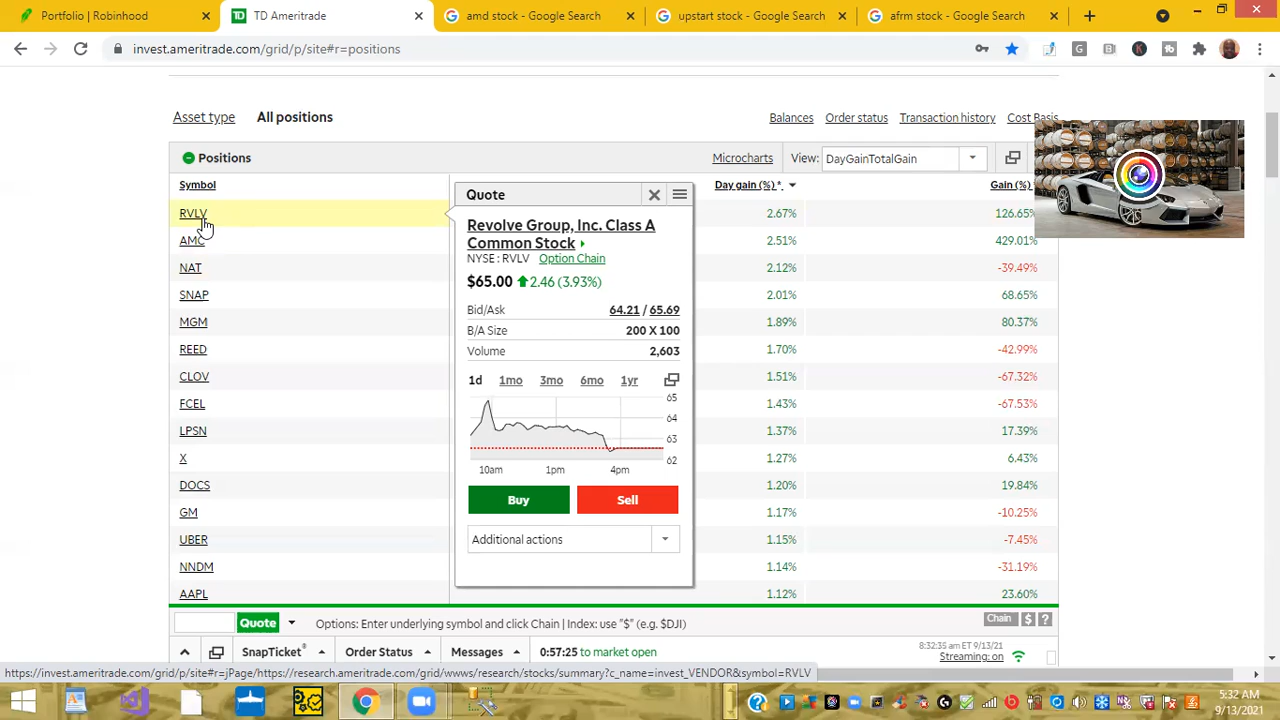 Portfolio | Robinhood
TD Ameritrade
amd stock - Google Search
upstart stock - Google Search
afrm stock - Google Search
invest.ameritrade.com/grid/p/site#r=positions
Asset type
All positions
Balances
Order status
Transaction history
Cost Basis
Positions
Microcharts
View:
DayGainTotalGain
Symbol
Day gain (%) *
Gain (%)
RVLV 2.67% 126.65%
AMC 2.51% 429.01%
NAT 2.12% -39.49%
SNAP 2.01% 68.65%
MGM 1.89% 80.37%
REED 1.70% -42.99%
CLOV 1.51% -67.32%
FCEL 1.43% -67.53%
LPSN 1.37% 17.39%
X 1.27% 6.43%
DOCS 1.20% 19.84%
GM 1.17% -10.25%
UBER 1.15% -7.45%
NNDM 1.14% -31.19%
AAPL 1.12% 23.60%
Quote
Revolve Group, Inc. Class A
Common Stock
NYSE : RVLV Option Chain
$65.00 2.46 (3.93%)
Bid/Ask 64.21 / 65.69
B/A Size 200 X 100
Volume 2,603
1d 1mo 3mo 6mo 1yr
65
64
63
62
10am 1pm 4pm
Buy
Sell
Additional actions
Quote
Options: Enter underlying symbol and click Chain | Index: use "$" (e.g. $DJI)
Chain $ ?
SnapTicket®
Order Status
Messages
0:57:25 to market open
8:32:35 am ET 9/13/21
Streaming: on
https://invest.ameritrade.com/grid/p/site#r=jPage/https://research.ameritrade.com/grid/wwws/research/stocks/summary?c_name=invest_VENDOR&symbol=RVLV
5:32 AM
9/13/2021